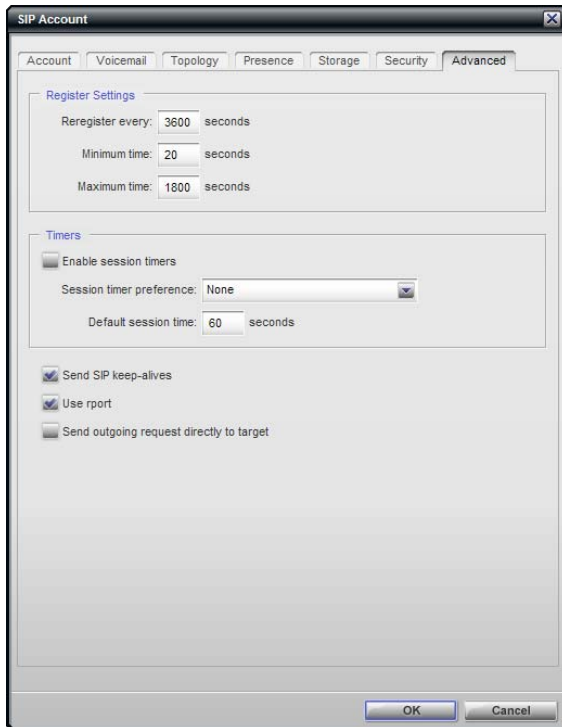 SIP Account
Account Voicemail Topology Presence Storage Security Advanced
Register Settings
Reregister every: 3600 seconds
Minimum time: 20 seconds
Maximum time: 1800 seconds
Timers
Enable session timers
Session timer preference: None
Default session time: 60 seconds
Send SIP keep-alives
Use rport
Send outgoing request directly to target
OK Cancel